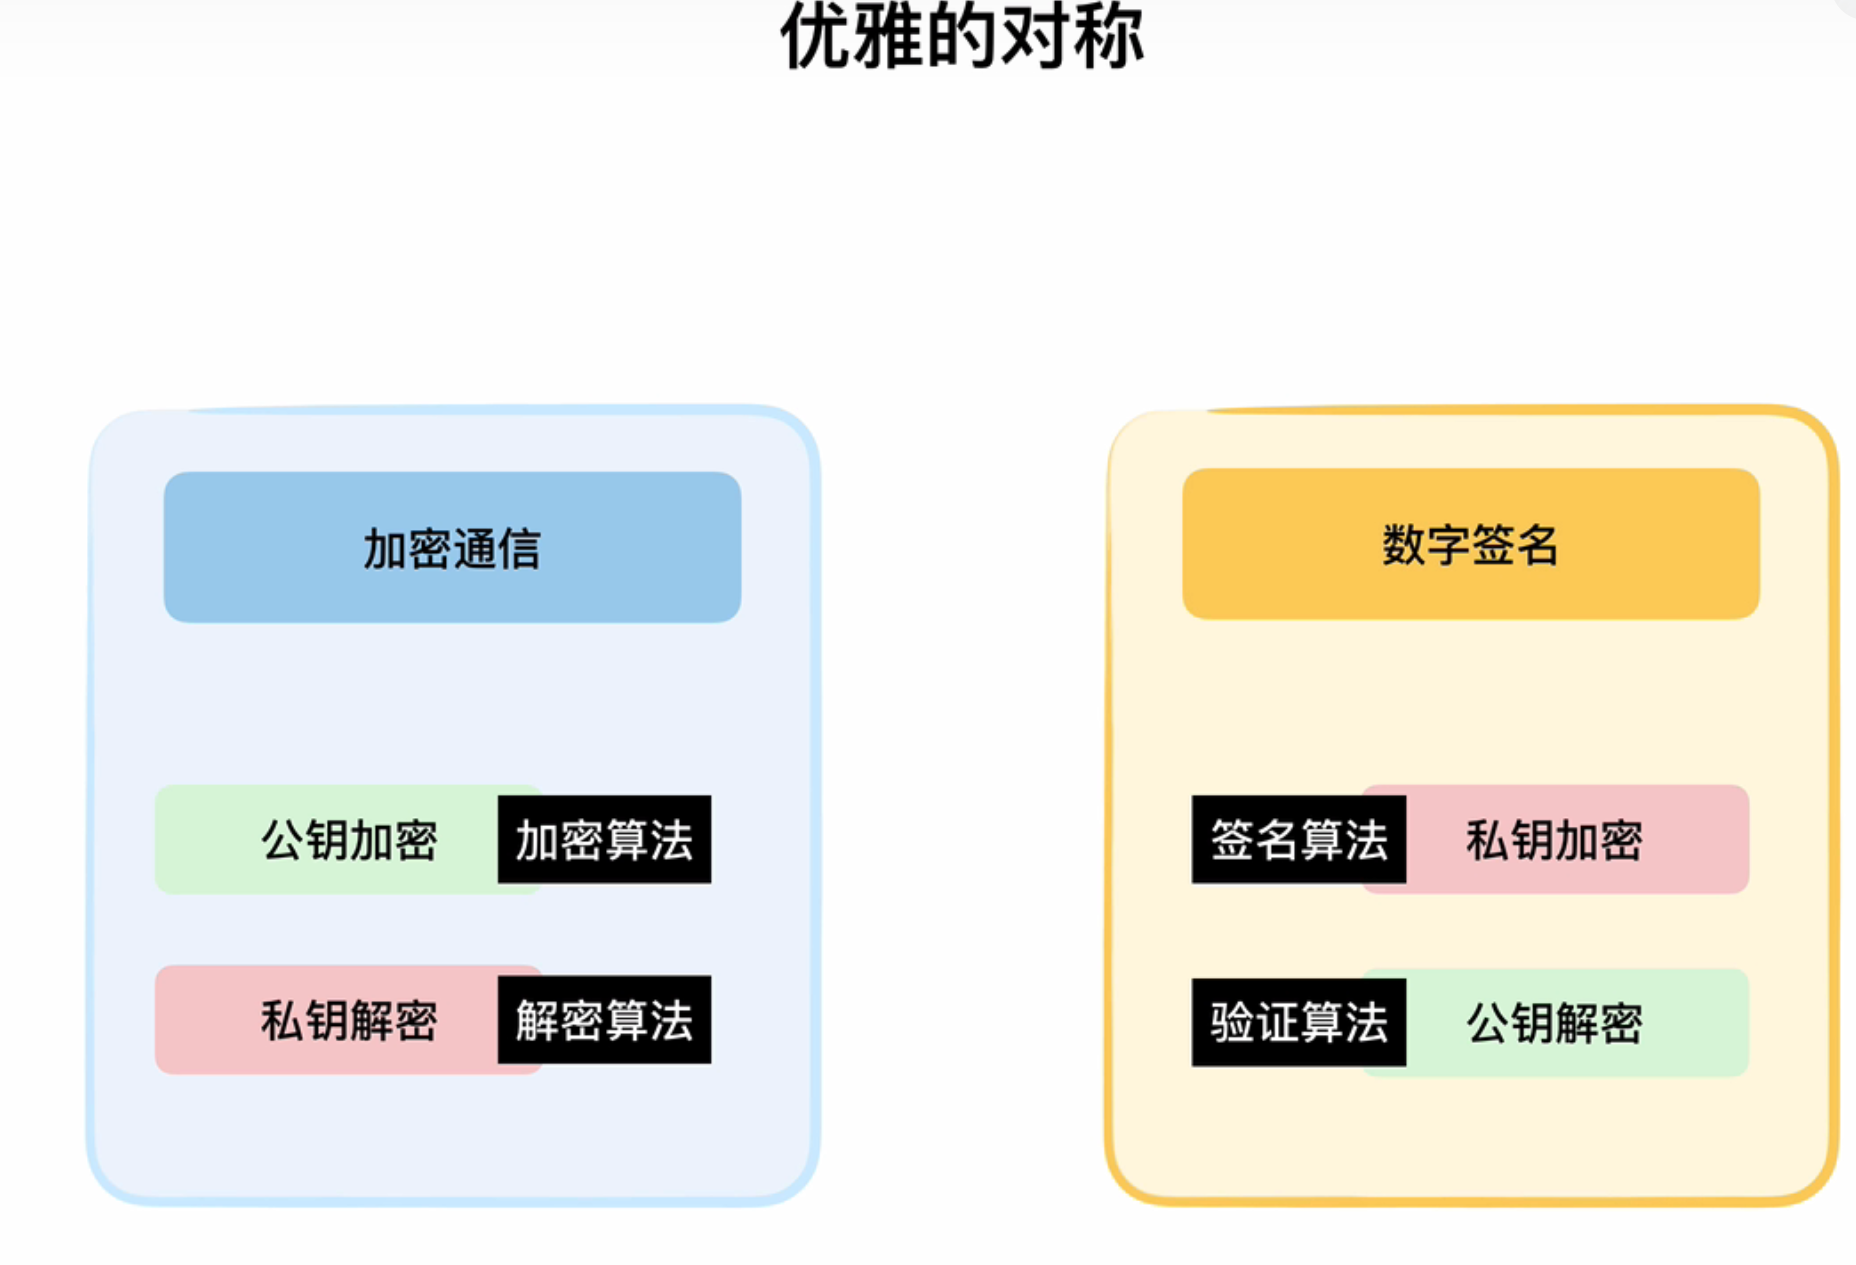 优雅的对称
加密通信
公钥加密
加密算法
私钥解密
解密算法
数字签名
签名算法
私钥加密
验证算法
公钥解密